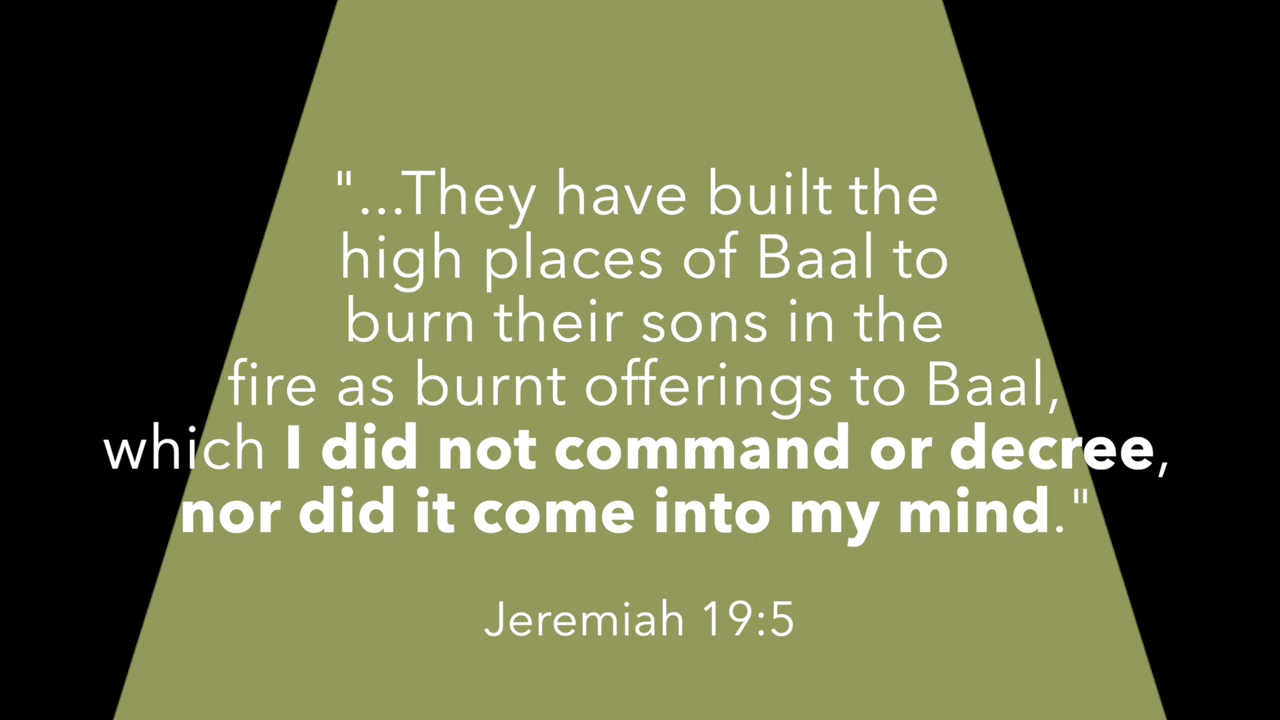 "...They have built the
high places of Baal to
burn their sons in the
fire as burnt offerings to Baal,
which I did not command or decree,
nor did it come into my mind."
Jeremiah 19:5